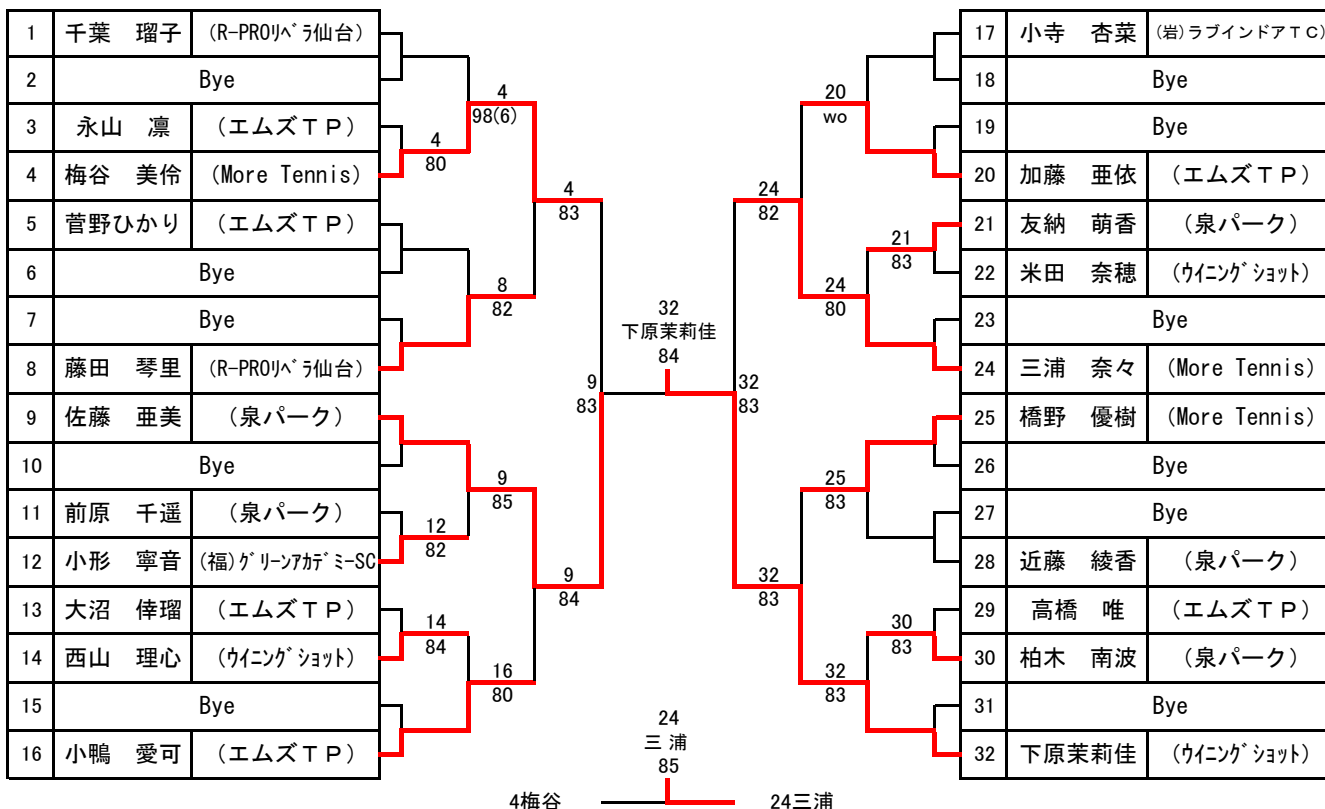 1 千葉　瑠子 (R-PROﾘﾍﾞﾗ仙台)
2 Bye
3 永山　凛 (エムズＴＰ)
4 梅谷　美伶 (More Tennis)
5 菅野ひかり (エムズＴＰ)
6 Bye
7 Bye
8 藤田　琴里 (R-PROﾘﾍﾞﾗ仙台)
9 佐藤　亜美 (泉パーク)
10 Bye
11 前原　千遥 (泉パーク)
12 小形　寧音 (福)ｸﾞﾘｰﾝｱｶﾃﾞﾐｰSC
13 大沼　倖瑠 (エムズＴＰ)
14 西山　理心 (ｳｲﾆﾝｸﾞｼｮｯﾄ)
15 Bye
16 小鴨　愛可 (エムズＴＰ)
4
80
12
82
14
84
4
98(6)
8
82
9
85
16
80
4
83
9
84
9
83
32
下原茉莉佳
84
32
83
24
82
32
83
20
wo
24
80
25
83
32
83
21
83
30
83
17 小寺　杏菜 (岩)ラブインドアＴＣ)
18 Bye
19 Bye
20 加藤　亜依 (エムズＴＰ)
21 友納　萌香 (泉パーク)
22 米田　奈穂 (ｳｲﾆﾝｸﾞｼｮｯﾄ)
23 Bye
24 三浦　奈々 (More Tennis)
25 橋野　優樹 (More Tennis)
26 Bye
27 Bye
28 近藤　綾香 (泉パーク)
29 高橋　唯 (エムズＴＰ)
30 柏木　南波 (泉パーク)
31 Bye
32 下原茉莉佳 (ｳｲﾆﾝｸﾞｼｮｯﾄ)
24
三 浦
85
4梅谷 24三浦